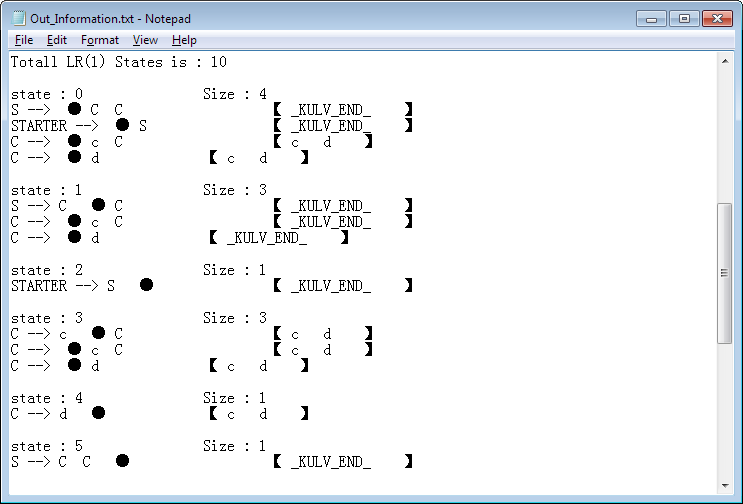 Out_Information.txt - Notepad
File Edit Format View Help
Totall LR(1) States is : 10
state : 0 Size : 4
S --> ● C C 【 _KULV_END_ 】
STARTER --> ● S 【 _KULV_END_ 】
C --> ● c C 【 c d 】
C --> ● d 【 c d 】
state : 1 Size : 3
S --> C ● C 【 _KULV_END_ 】
C --> ● c C 【 _KULV_END_ 】
C --> ● d 【 _KULV_END_ 】
state : 2 Size : 1
STARTER --> S ● 【 _KULV_END_ 】
state : 3 Size : 3
C --> c ● C 【 c d 】
C --> ● c C 【 c d 】
C --> ● d 【 c d 】
state : 4 Size : 1
C --> d ● 【 c d 】
state : 5 Size : 1
S --> C C ● 【 _KULV_END_ 】